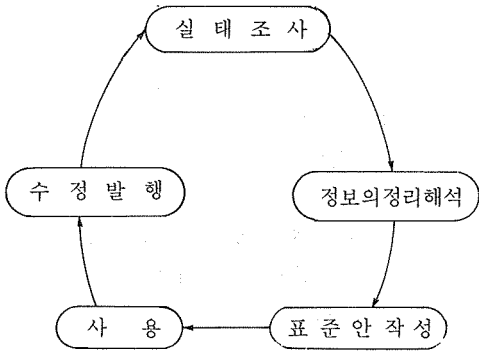 실 태 조 사
수 정 발 행
정보의정리해석
사 용
표 준 안 작 성